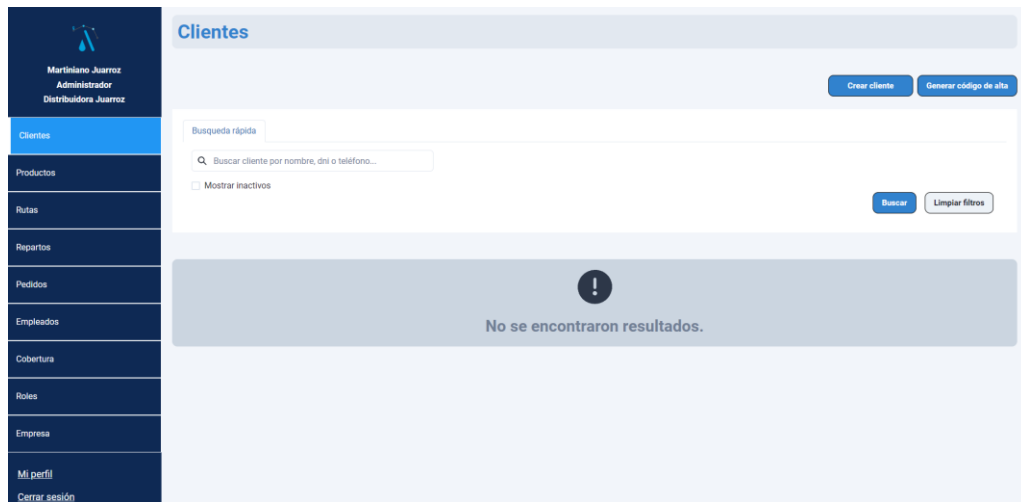 Martiniano Juarroz
Administrador
Distribuidora Juarroz
Clientes
Productos
Rutas
Repartos
Pedidos
Empleados
Cobertura
Roles
Empresa
Mi perfil
Cerrar sesión
Clientes
Crear cliente
Generar código de alta
Busqueda rápida
Buscar cliente por nombre, dni o teléfono...
Mostrar inactivos
Buscar
Limpiar filtros
No se encontraron resultados.